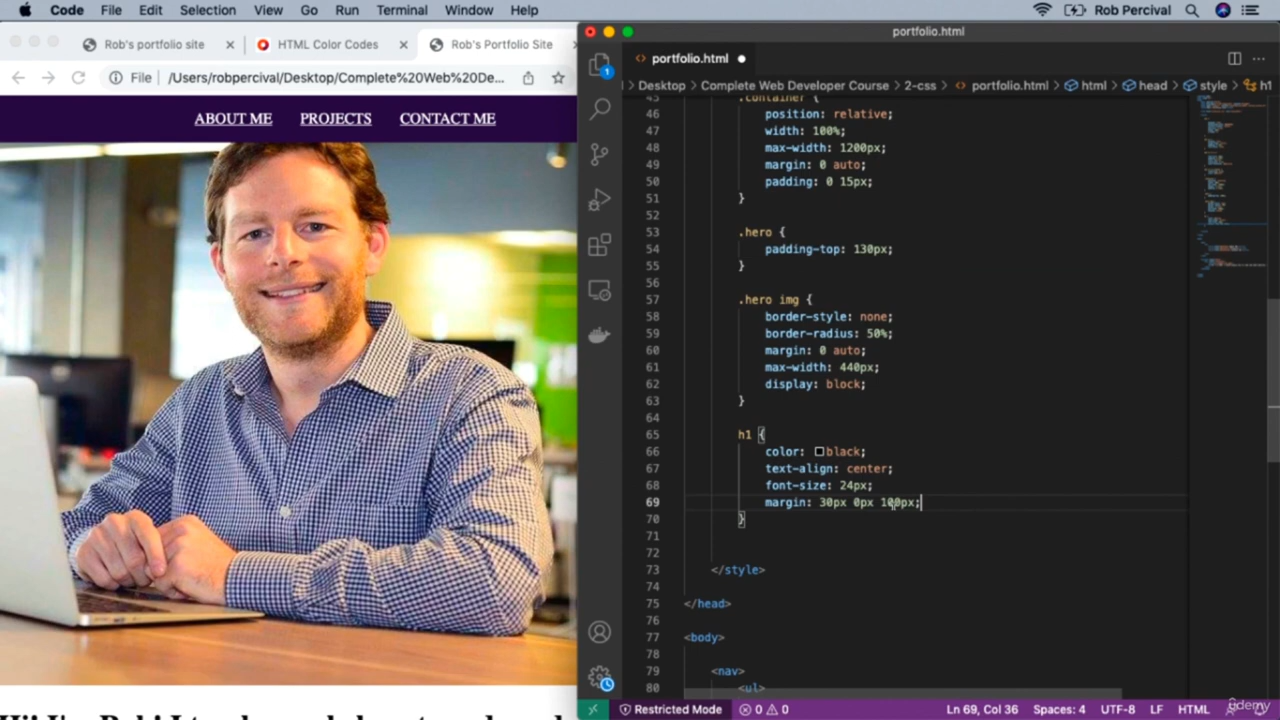 Code File Edit Selection View Go Run Terminal Window Help Rob Percival
Rob's portfolio site HTML Color Codes Rob's Portfolio Site
File /Users/robpercival/Desktop/Complete%20Web%20De...
ABOUT ME PROJECTS CONTACT ME
portfolio.html
portfolio.html
Desktop > Complete Web Developer Course > 2-css > portfolio.html > html > head > style > h1
1
45 .container {
46 position: relative;
47 width: 100%;
48 max-width: 1200px;
49 margin: 0 auto;
50 padding: 0 15px;
51 }
52
53 .hero {
54 padding-top: 130px;
55 }
56
57 .hero img {
58 border-style: none;
59 border-radius: 50%;
60 margin: 0 auto;
61 max-width: 440px;
62 display: block;
63 }
64
65 h1 {
66 color: black;
67 text-align: center;
68 font-size: 24px;
69 margin: 30px 0px 100px;
70 }
71
72
73 </style>
74
75 </head>
76
77 <body>
78
79 <nav>
80 <ul>
Restricted Mode 0 0 Ln 69, Col 36 Spaces: 4 UTF-8 LF HTML
ûdemy